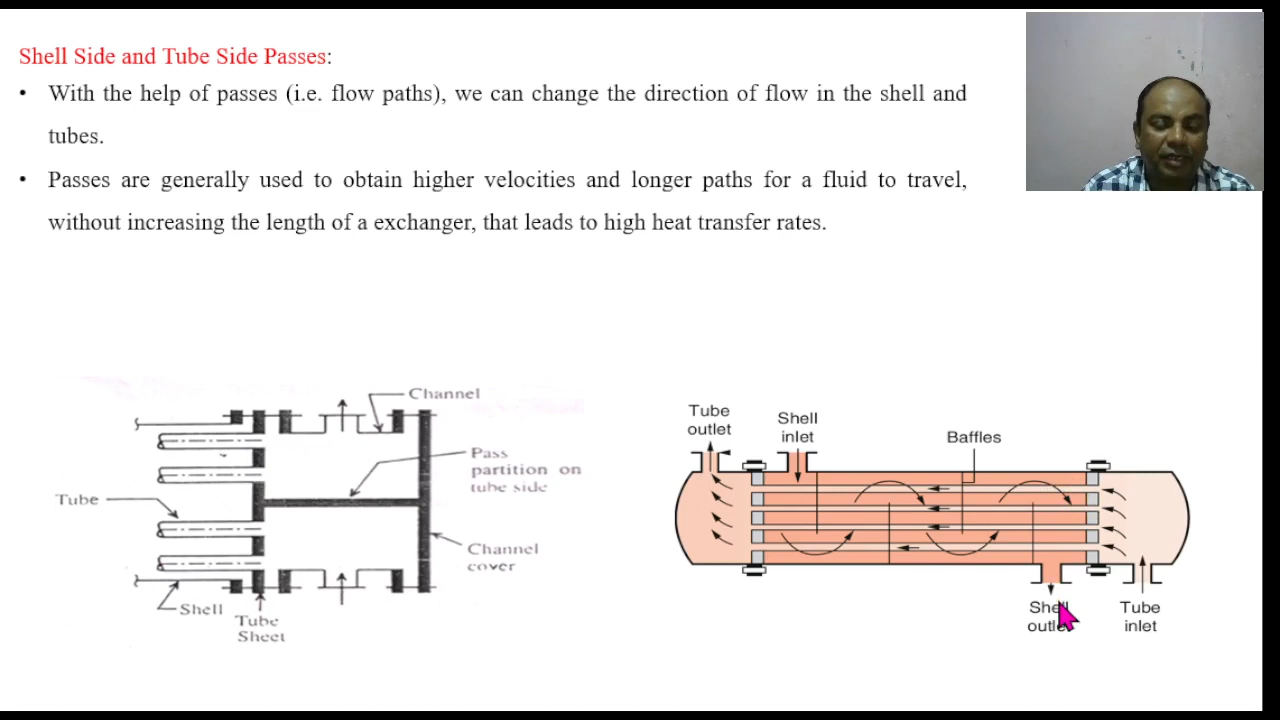 Shell Side and Tube Side Passes:
• With the help of passes (i.e. flow paths), we can change the direction of flow in the shell and
tubes.
• Passes are generally used to obtain higher velocities and longer paths for a fluid to travel,
without increasing the length of a exchanger, that leads to high heat transfer rates.
Channel
Pass
partition on
tube side
Tube
Channel
cover
Shell
Tube
Sheet
Tube
outlet
Shell
inlet
Baffles
Shell
outlet
Tube
inlet